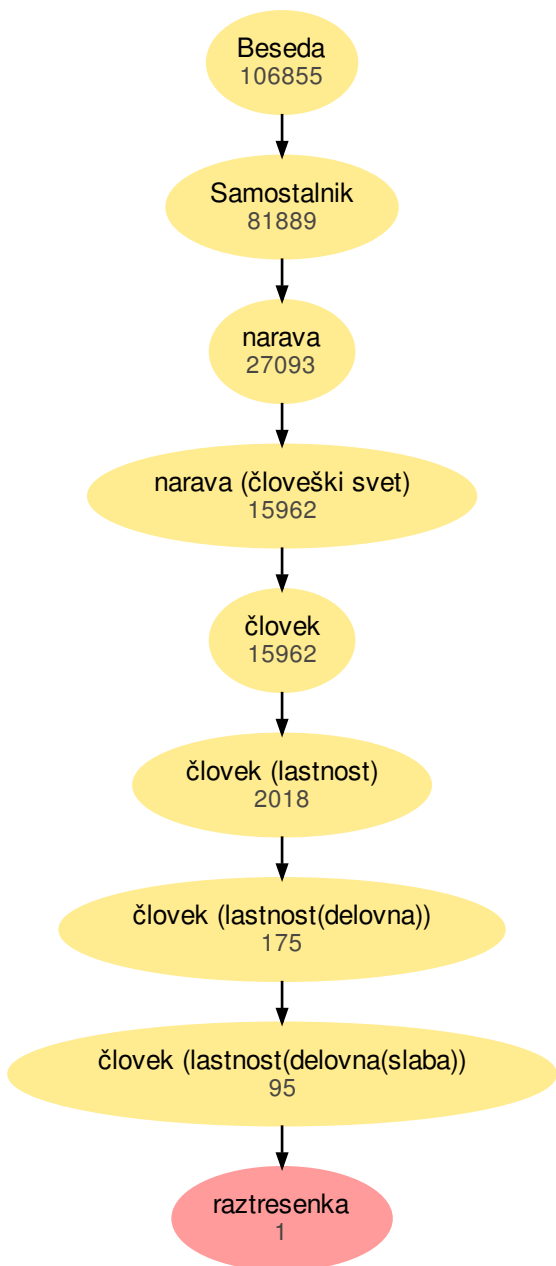 Beseda
106855
Samostalnik
81889
narava
27093
narava (človeški svet)
15962
človek
15962
človek (lastnost)
2018
človek (lastnost(delovna))
175
človek (lastnost(delovna(slaba))
95
raztresenka
1